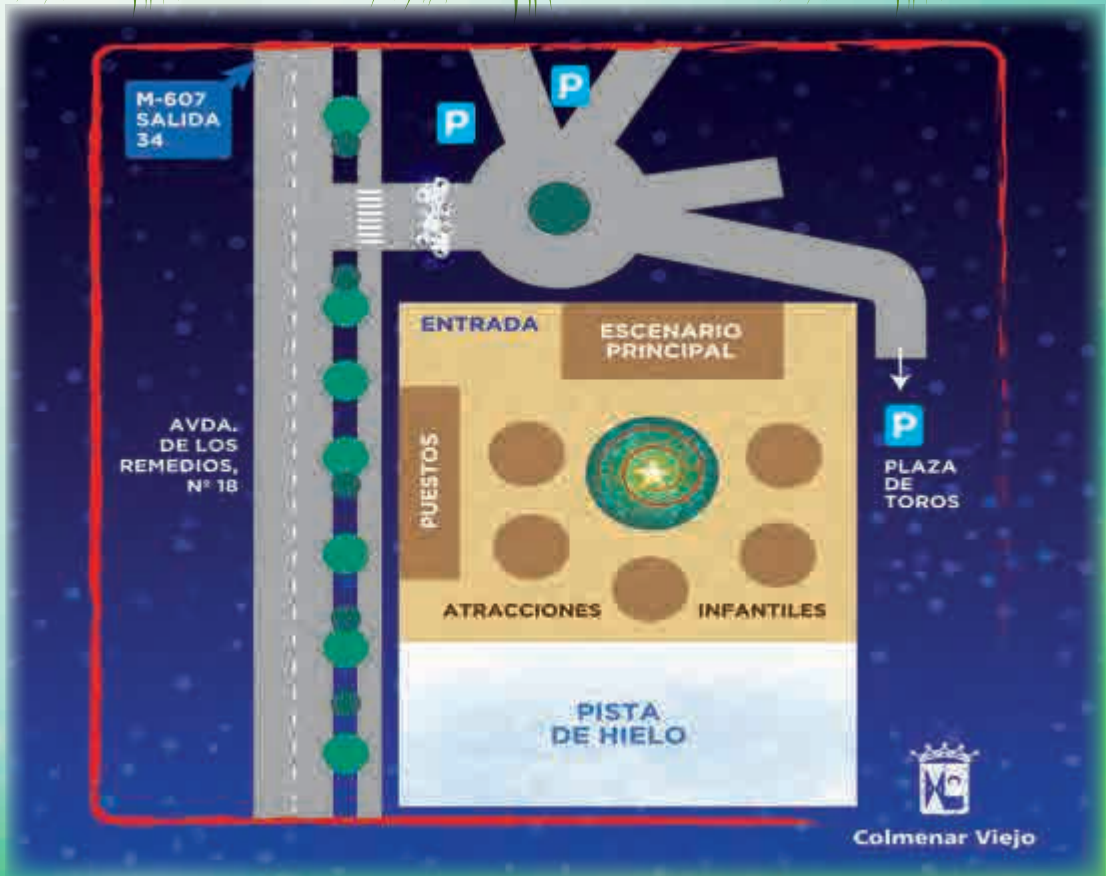 M-607
SALIDA
34
P
P
ENTRADA
ESCENARIO
PRINCIPAL
AVDA.
DE LOS
REMEDIOS,
Nº 18
PUESTOS
P
PLAZA
DE
TOROS
ATRACCIONES INFANTILES
PISTA
DE HIELO
Colmenar Viejo